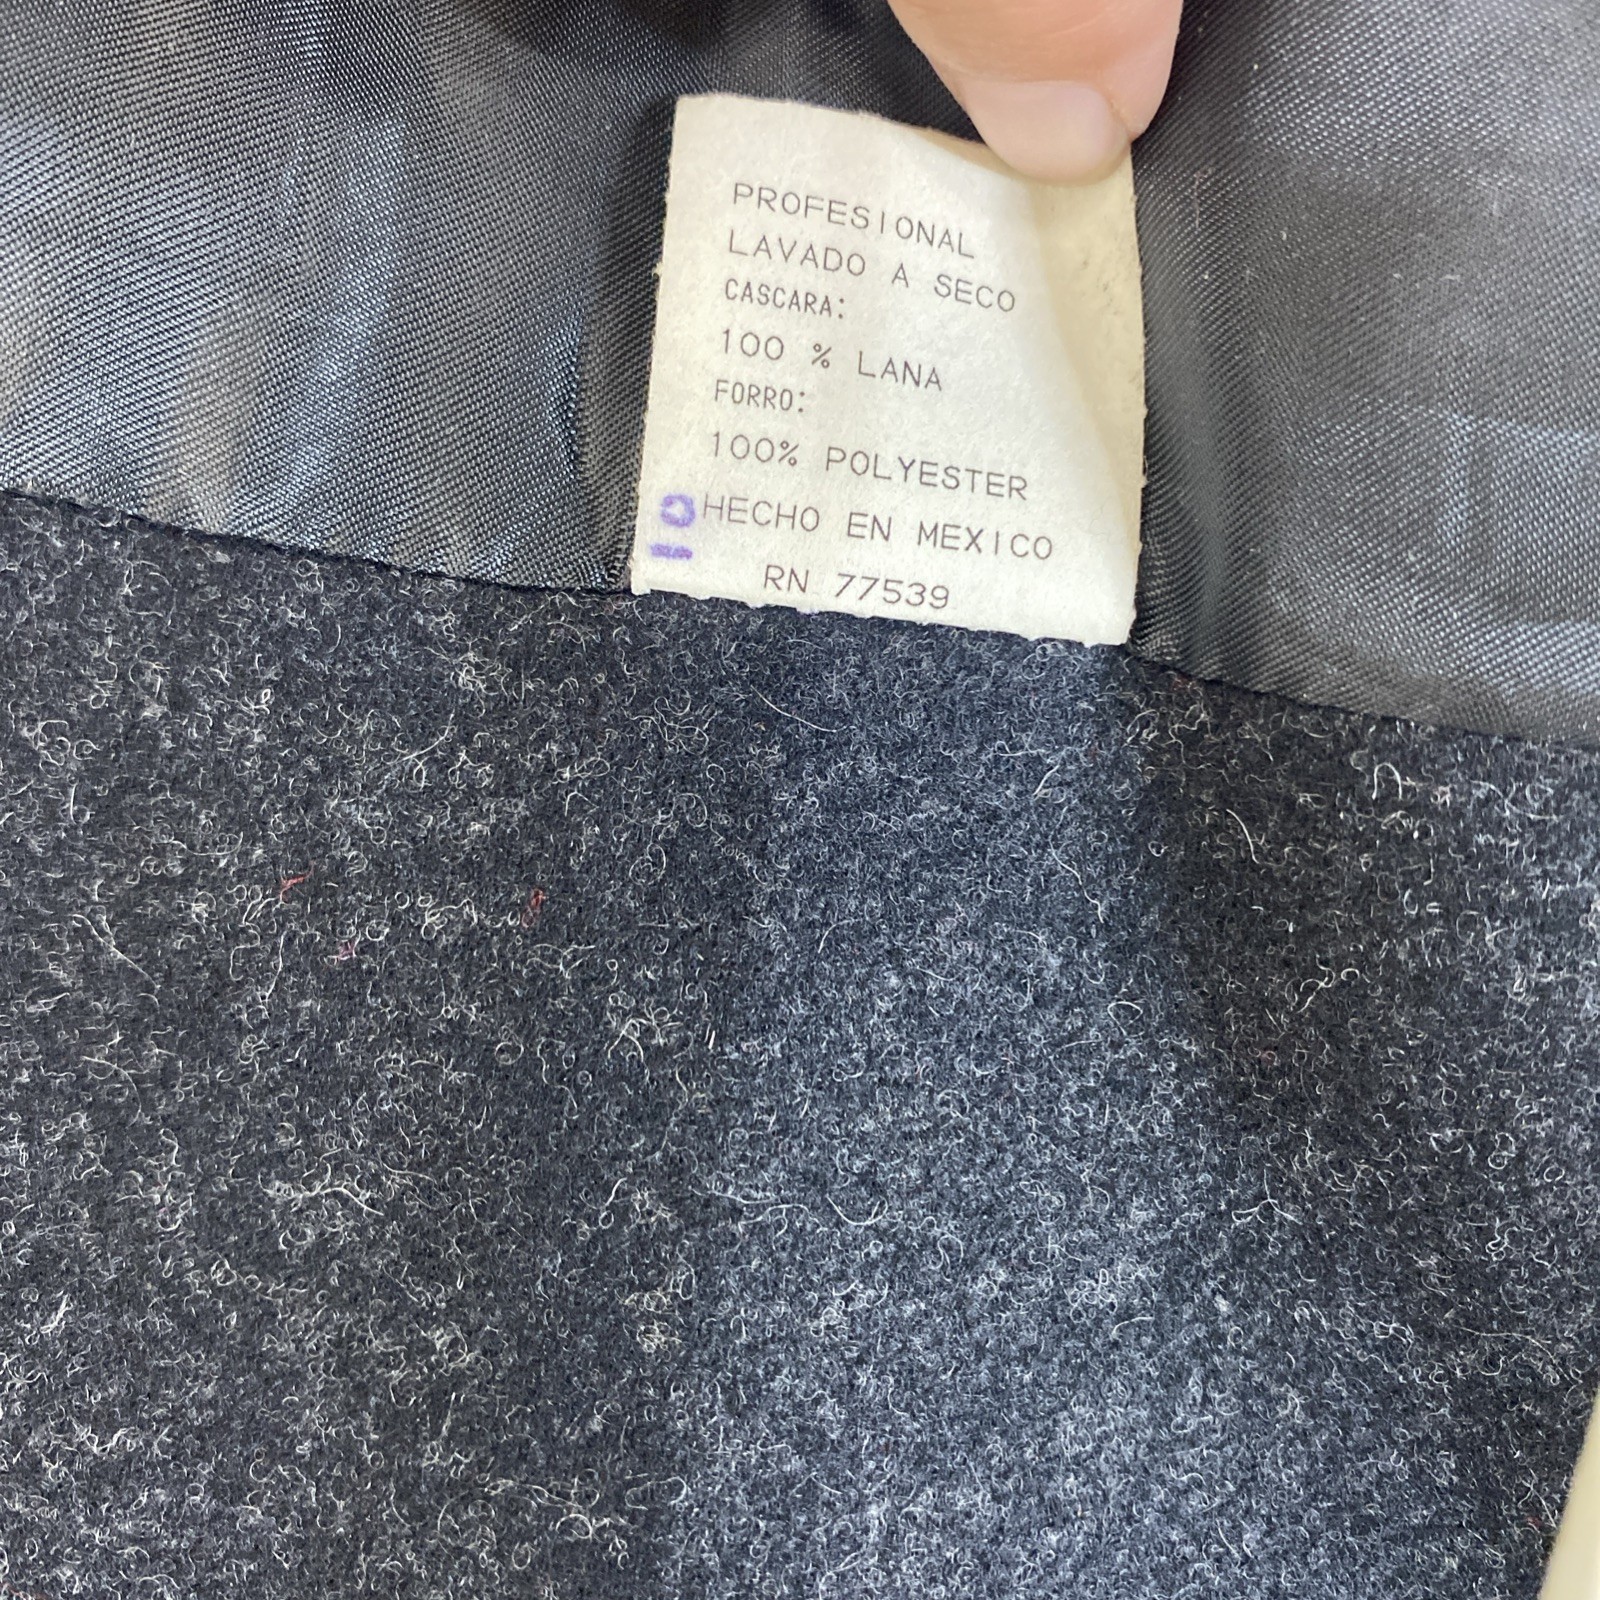 PROFESIONAL
LAVADO A SECO
CASCARA:
100 % LANA
FORRO:
100% POLYESTER
HECHO EN MEXICO
RN 77539